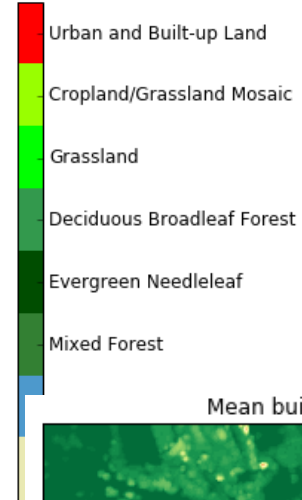 Urban and Built-up Land
Cropland/Grassland Mosaic
Grassland
Deciduous Broadleaf Forest
Evergreen Needleleaf
Mixed Forest
Mean bui